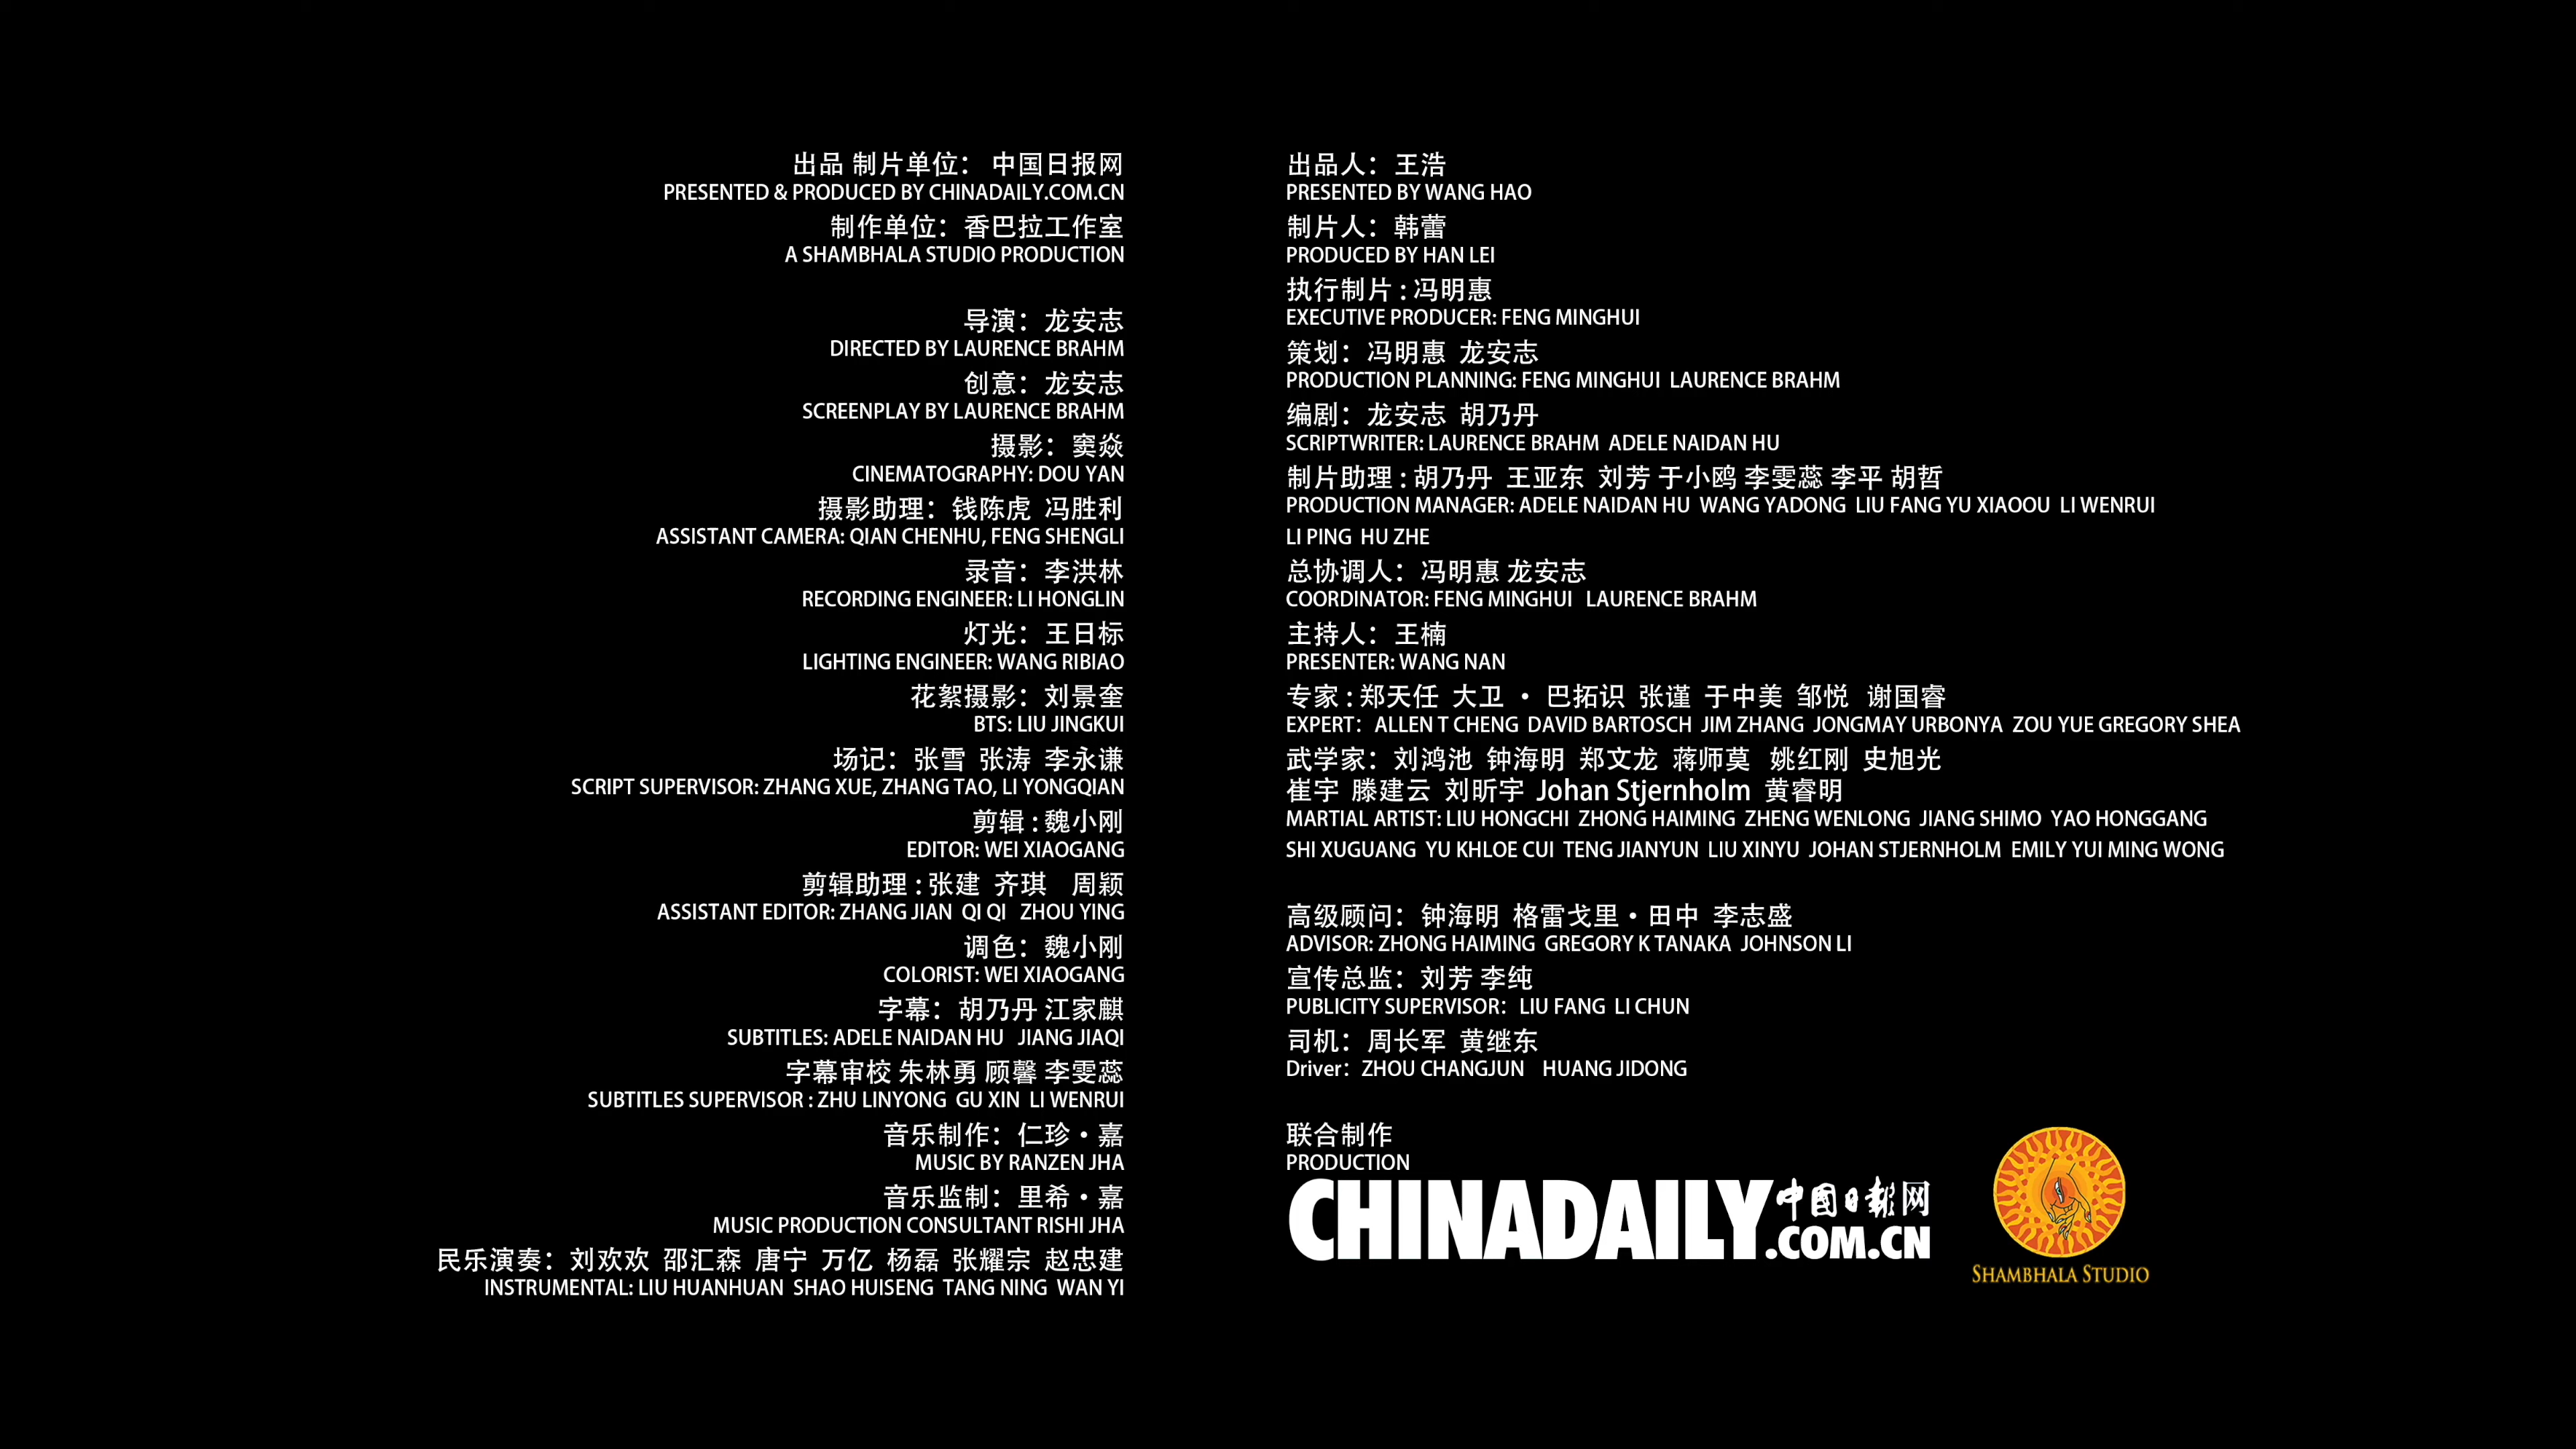 出品 制片单位： 中国日报网
PRESENTED & PRODUCED BY CHINADAILY.COM.CN
制作单位：香巴拉工作室
A SHAMBHALA STUDIO PRODUCTION
导演：龙安志
DIRECTED BY LAURENCE BRAHM
创意：龙安志
SCREENPLAY BY LAURENCE BRAHM
摄影：窦焱
CINEMATOGRAPHY: DOU YAN
摄影助理：钱陈虎 冯胜利
ASSISTANT CAMERA: QIAN CHENHU, FENG SHENGLI
录音：李洪林
RECORDING ENGINEER: LI HONGLIN
灯光：王日标
LIGHTING ENGINEER: WANG RIBIAO
花絮摄影：刘景奎
BTS: LIU JINGKUI
场记：张雪 张涛 李永谦
SCRIPT SUPERVISOR: ZHANG XUE, ZHANG TAO, LI YONGQIAN
剪辑 : 魏小刚
EDITOR: WEI XIAOGANG
剪辑助理 : 张建 齐琪 周颖
ASSISTANT EDITOR: ZHANG JIAN QI QI ZHOU YING
调色：魏小刚
COLORIST: WEI XIAOGANG
字幕：胡乃丹 江家麒
SUBTITLES: ADELE NAIDAN HU JIANG JIAQI
字幕审校 朱林勇 顾馨 李雯蕊
SUBTITLES SUPERVISOR : ZHU LINYONG GU XIN LI WENRUI
音乐制作：仁珍・嘉
MUSIC BY RANZEN JHA
音乐监制：里希・嘉
MUSIC PRODUCTION CONSULTANT RISHI JHA
民乐演奏：刘欢欢 邵汇森 唐宁 万亿 杨磊 张耀宗 赵忠建
INSTRUMENTAL: LIU HUANHUAN SHAO HUISENG TANG NING WAN YI
出品人：王浩
PRESENTED BY WANG HAO
制片人：韩蕾
PRODUCED BY HAN LEI
执行制片 : 冯明惠
EXECUTIVE PRODUCER: FENG MINGHUI
策划：冯明惠 龙安志
PRODUCTION PLANNING: FENG MINGHUI LAURENCE BRAHM
编剧：龙安志 胡乃丹
SCRIPTWRITER: LAURENCE BRAHM ADELE NAIDAN HU
制片助理 : 胡乃丹 王亚东 刘芳 于小鸥 李雯蕊 李平 胡哲
PRODUCTION MANAGER: ADELE NAIDAN HU WANG YADONG LIU FANG YU XIAOOU LI WENRUI
LI PING HU ZHE
总协调人：冯明惠 龙安志
COORDINATOR: FENG MINGHUI LAURENCE BRAHM
主持人：王楠
PRESENTER: WANG NAN
专家 : 郑天任 大卫 ・ 巴拓识 张谨 于中美 邹悦 谢国睿
EXPERT：ALLEN T CHENG DAVID BARTOSCH JIM ZHANG JONGMAY URBONYA ZOU YUE GREGORY SHEA
武学家：刘鸿池 钟海明 郑文龙 蒋师莫 姚红刚 史旭光
崔宇 滕建云 刘昕宇 Johan Stjernholm 黄睿明
MARTIAL ARTIST: LIU HONGCHI ZHONG HAIMING ZHENG WENLONG JIANG SHIMO YAO HONGGANG
SHI XUGUANG YU KHLOE CUI TENG JIANYUN LIU XINYU JOHAN STJERNHOLM EMILY YUI MING WONG
高级顾问：钟海明 格雷戈里・田中 李志盛
ADVISOR: ZHONG HAIMING GREGORY K TANAKA JOHNSON LI
宣传总监：刘芳 李纯
PUBLICITY SUPERVISOR：LIU FANG LI CHUN
司机：周长军 黄继东
Driver：ZHOU CHANGJUN HUANG JIDONG
联合制作
PRODUCTION
CHINADAILY 中国日报网
.COM.CN
SHAMBHALA STUDIO